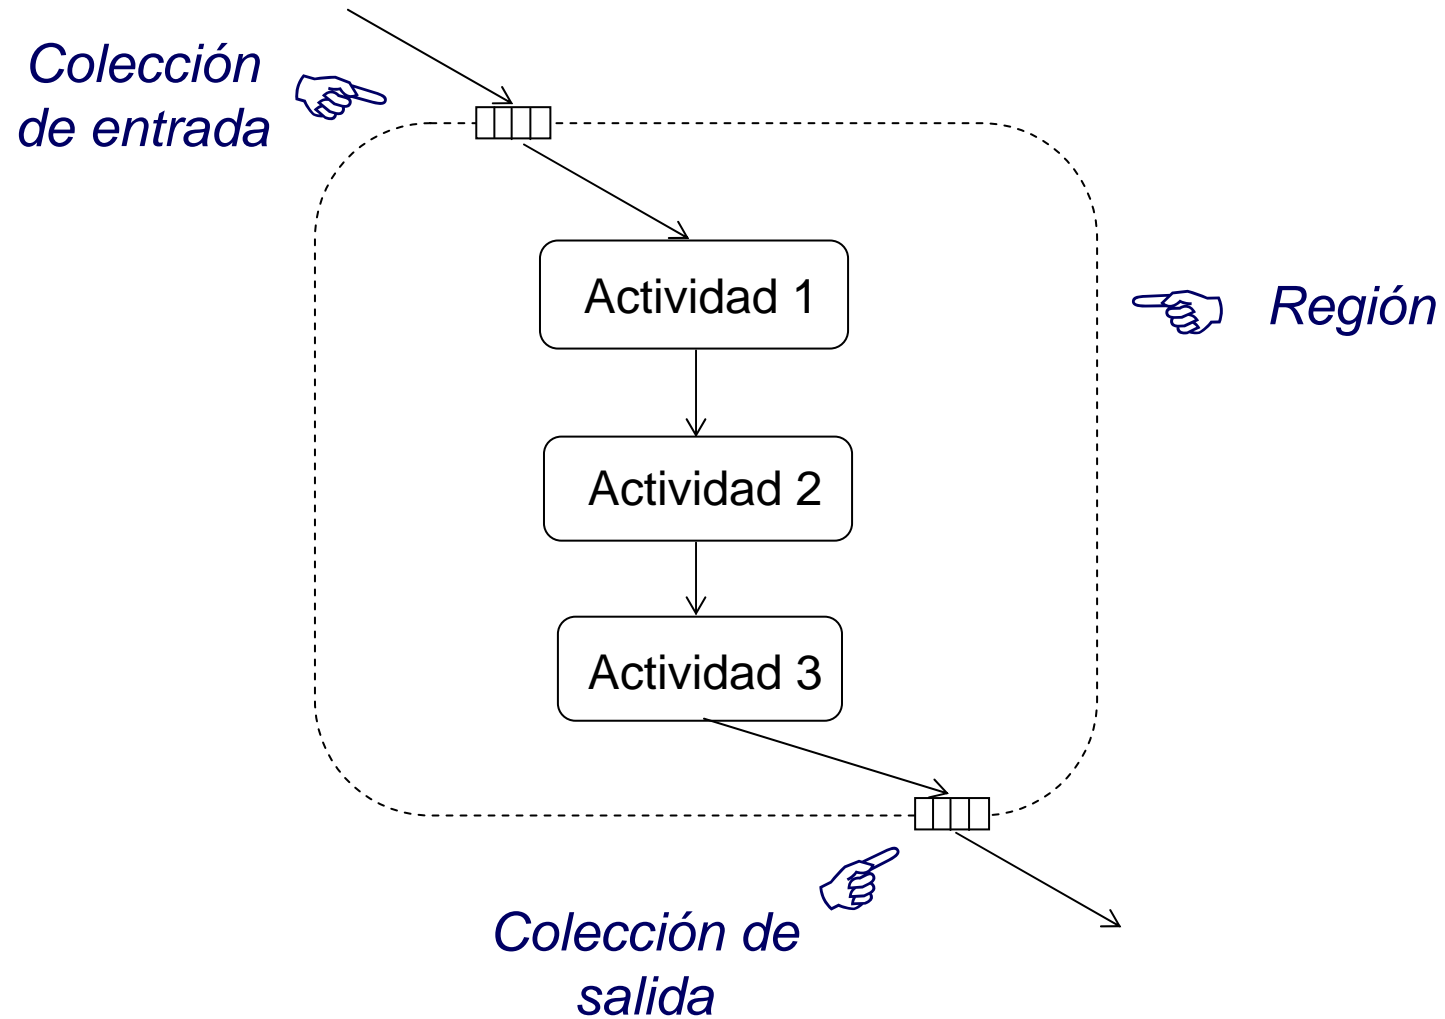 Colección
de entrada
Actividad 1
Región
Actividad 2
Actividad 3
Colección de
salida